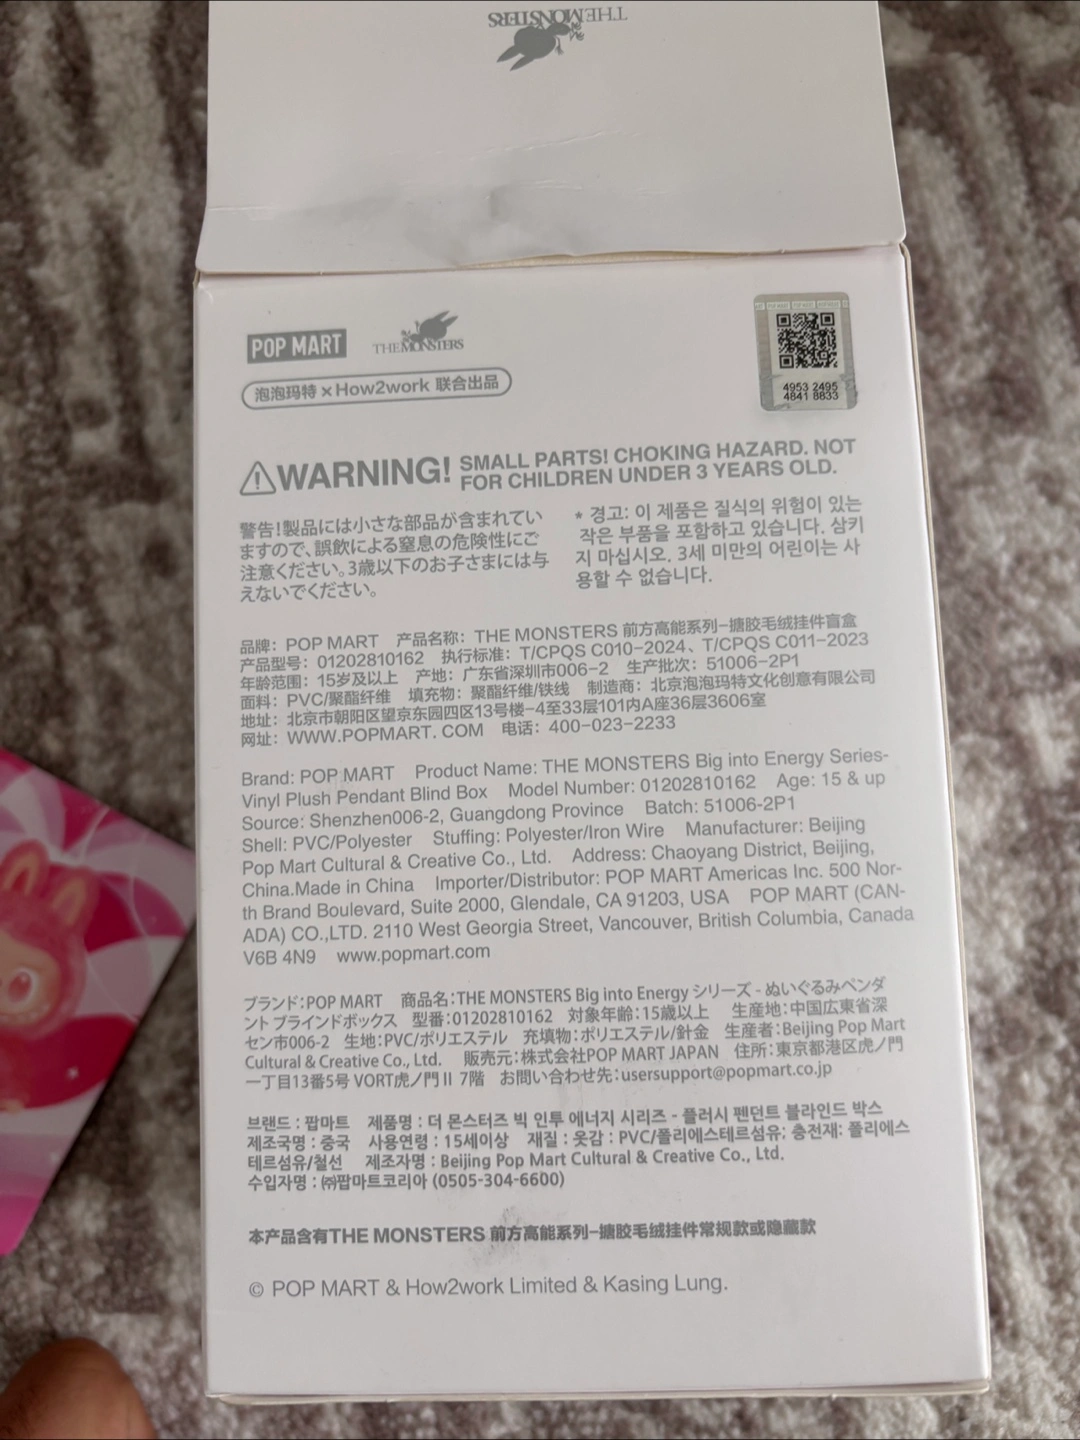 THE MONSTERS
POP MART THE MONSTERS
泡泡玛特 × How2work 联合出品
4953 2495
4841 8833
WARNING! SMALL PARTS! CHOKING HAZARD. NOT
FOR CHILDREN UNDER 3 YEARS OLD.
警告!製品には小さな部品が含まれてい
ますので、誤飲による窒息の危険性にご
注意ください。3歳以下のお子さまには与
えないでください。
* 경고: 이 제품은 질식의 위험이 있는
작은 부품을 포함하고 있습니다. 삼키
지 마십시오. 3세 미만의 어린이는 사
용할 수 없습니다.
品牌：POP MART 产品名称：THE MONSTERS 前方高能系列-搪胶毛绒挂件盲盒
产品型号：01202810162 执行标准：T/CPQS C010-2024、T/CPQS C011-2023
年龄范围：15岁及以上 产地：广东省深圳市006-2 生产批次：51006-2P1
面料：PVC/聚酯纤维 填充物：聚酯纤维/铁线 制造商：北京泡泡玛特文化创意有限公司
地址：北京市朝阳区望京东园四区13号楼-4至33层101内A座36层3606室
网址：WWW.POPMART. COM 电话：400-023-2233
Brand: POP MART Product Name: THE MONSTERS Big into Energy Series-
Vinyl Plush Pendant Blind Box Model Number: 01202810162 Age: 15 & up
Source: Shenzhen006-2, Guangdong Province Batch: 51006-2P1
Shell: PVC/Polyester Stuffing: Polyester/Iron Wire Manufacturer: Beijing
Pop Mart Cultural & Creative Co., Ltd. Address: Chaoyang District, Beijing,
China.Made in China Importer/Distributor: POP MART Americas Inc. 500 Nor-
th Brand Boulevard, Suite 2000, Glendale, CA 91203, USA POP MART (CAN-
ADA) CO.,LTD. 2110 West Georgia Street, Vancouver, British Columbia, Canada
V6B 4N9 www.popmart.com
ブランド:POP MART 商品名:THE MONSTERS Big into Energy シリーズ - ぬいぐるみペンダ
ント ブラインドボックス 型番:01202810162 対象年齢:15歳以上 生産地:中国広東省深
セン市006-2 生地:PVC/ポリエステル 充填物:ポリエステル/針金 生産者:Beijing Pop Mart
Cultural & Creative Co., Ltd. 販売元:株式会社POP MART JAPAN 住所:東京都港区虎ノ門
一丁目13番5号 VORT虎ノ門Ⅱ 7階 お問い合わせ先:usersupport@popmart.co.jp
브랜드 : 팝마트 제품명 : 더 몬스터즈 빅 인투 에너지 시리즈 - 플러시 펜던트 블라인드 박스
제조국명 : 중국 사용연령 : 15세이상 재질 : 옷감 : PVC/폴리에스테르섬유; 충전재: 폴리에스
테르섬유/철선 제조자명 : Beijing Pop Mart Cultural & Creative Co., Ltd.
수입자명 : ㈜팝마트코리아 (0505-304-6600)
本产品含有THE MONSTERS 前方高能系列-搪胶毛绒挂件常规款或隐藏款
© POP MART & How2work Limited & Kasing Lung.